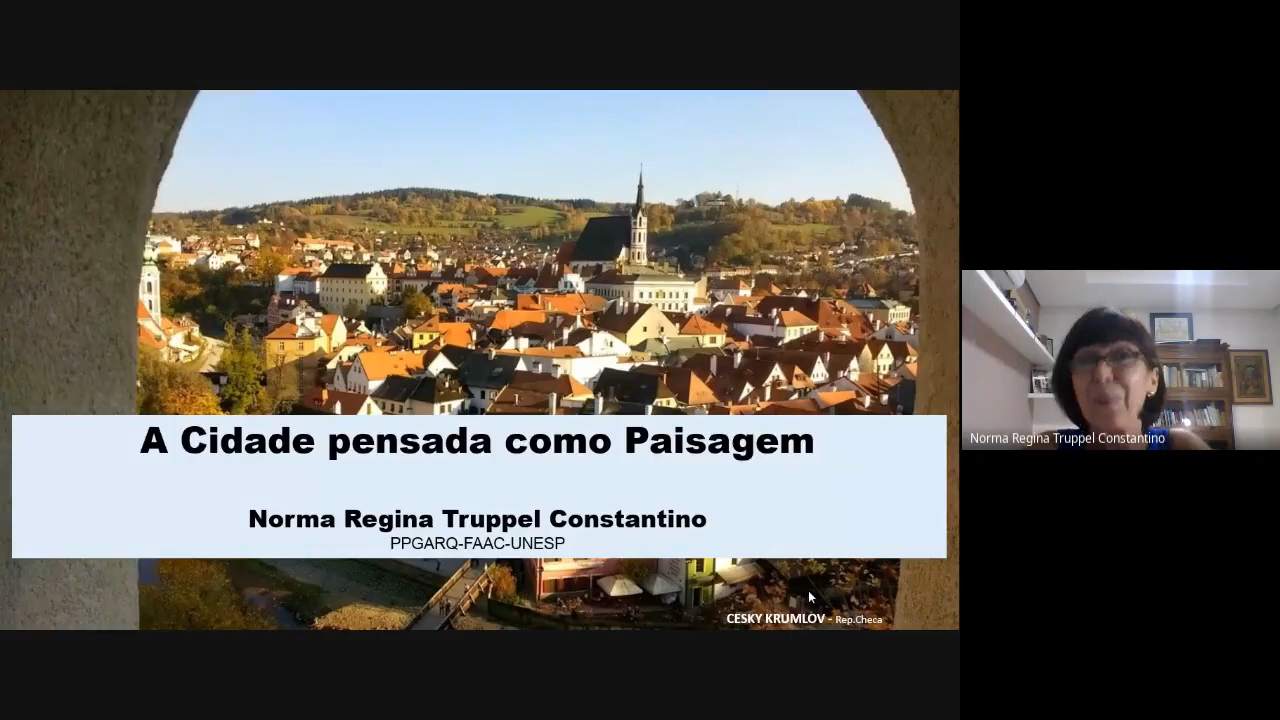 A Cidade pensada como Paisagem
Norma Regina Truppel Constantino
PPGARQ-FAAC-UNESP
CESKY KRUMLOV - Rep.Checa
Norma Regina Truppel Constantino